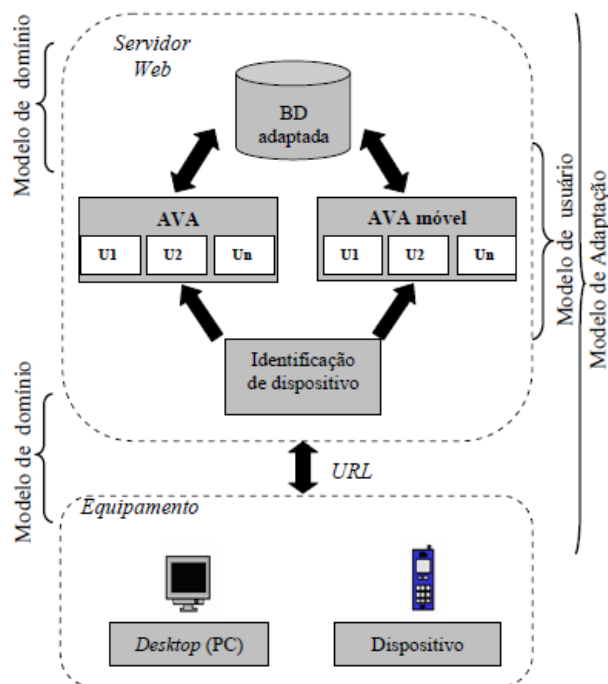 Servidor
Web
BD
adaptada
AVA
U1 U2 Un
AVA móvel
U1 U2 Un
Identificação
de dispositivo
URL
Equipamento
Desktop (PC)
Dispositivo
Modelo de domínio
Modelo de domínio
Modelo de usuário
Modelo de Adaptação